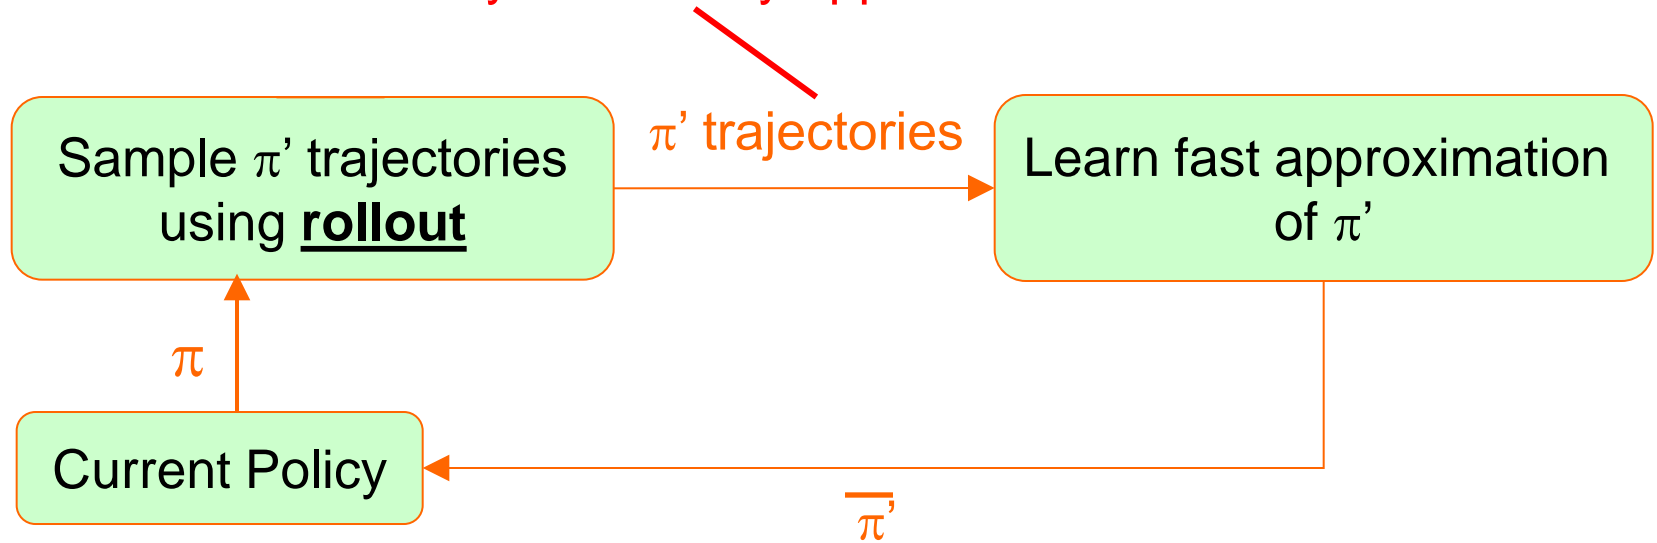 π’ trajectories
Sample π’ trajectories
using rollout
Learn fast approximation
of π’
π
Current Policy
π’